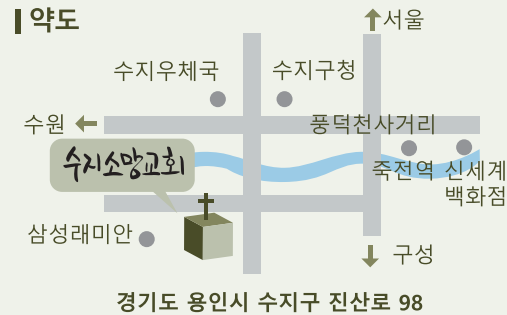 약도
서울
수지우체국
수지구청
수원
풍덕천사거리
수지소망교회
죽전역
신세계
백화점
삼성래미안
구성
경기도 용인시 수지구 진산로 98